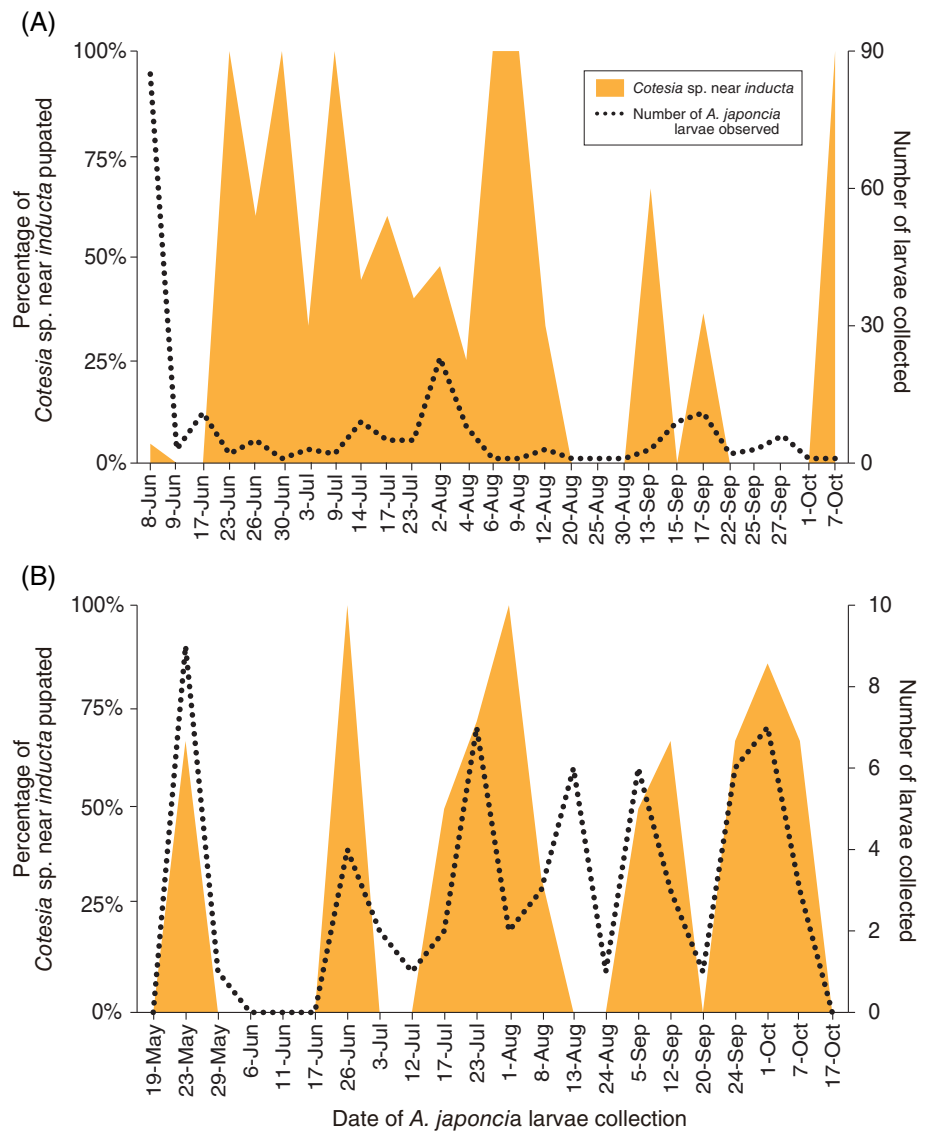 (A)
100%
75%
50%
25%
0%
Percentage of
Cotesia sp. near inducta pupated
90
60
30
0
Number of larvae collected
Cotesia sp. near inducta
Number of A. japoncia
larvae observed
8-Jun
9-Jun
17-Jun
23-Jun
26-Jun
30-Jun
3-Jul
9-Jul
14-Jul
17-Jul
23-Jul
2-Aug
4-Aug
6-Aug
9-Aug
12-Aug
20-Aug
25-Aug
30-Aug
13-Sep
15-Sep
17-Sep
22-Sep
25-Sep
27-Sep
1-Oct
7-Oct
(B)
100%
75%
50%
25%
0%
Percentage of
Cotesia sp. near inducta pupated
10
8
6
4
2
0
Number of larvae collected
19-May
23-May
29-May
6-Jun
11-Jun
17-Jun
26-Jun
3-Jul
12-Jul
17-Jul
23-Jul
1-Aug
8-Aug
13-Aug
24-Aug
5-Sep
12-Sep
20-Sep
24-Sep
1-Oct
7-Oct
17-Oct
Date of A. japoncia larvae collection